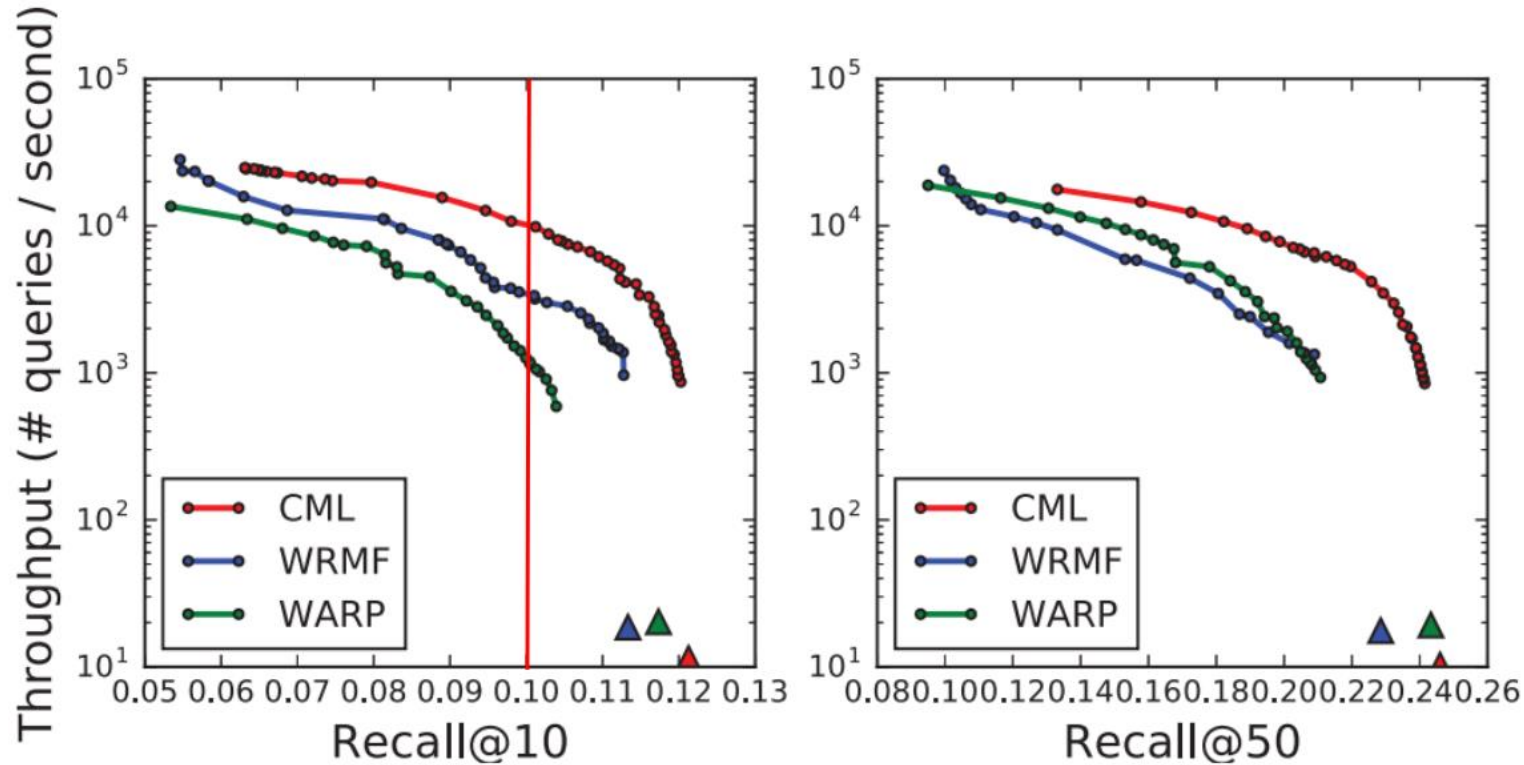 Throughput (# queries / second)
10^5
10^4
10^3
10^2
10^1
CML
WRMF
WARP
0.05 0.06 0.07 0.08 0.09 0.10 0.11 0.12 0.13
Recall@10
10^5
10^4
10^3
10^2
10^1
CML
WRMF
WARP
0.080.100.120.140.160.180.200.220.240.26
Recall@50